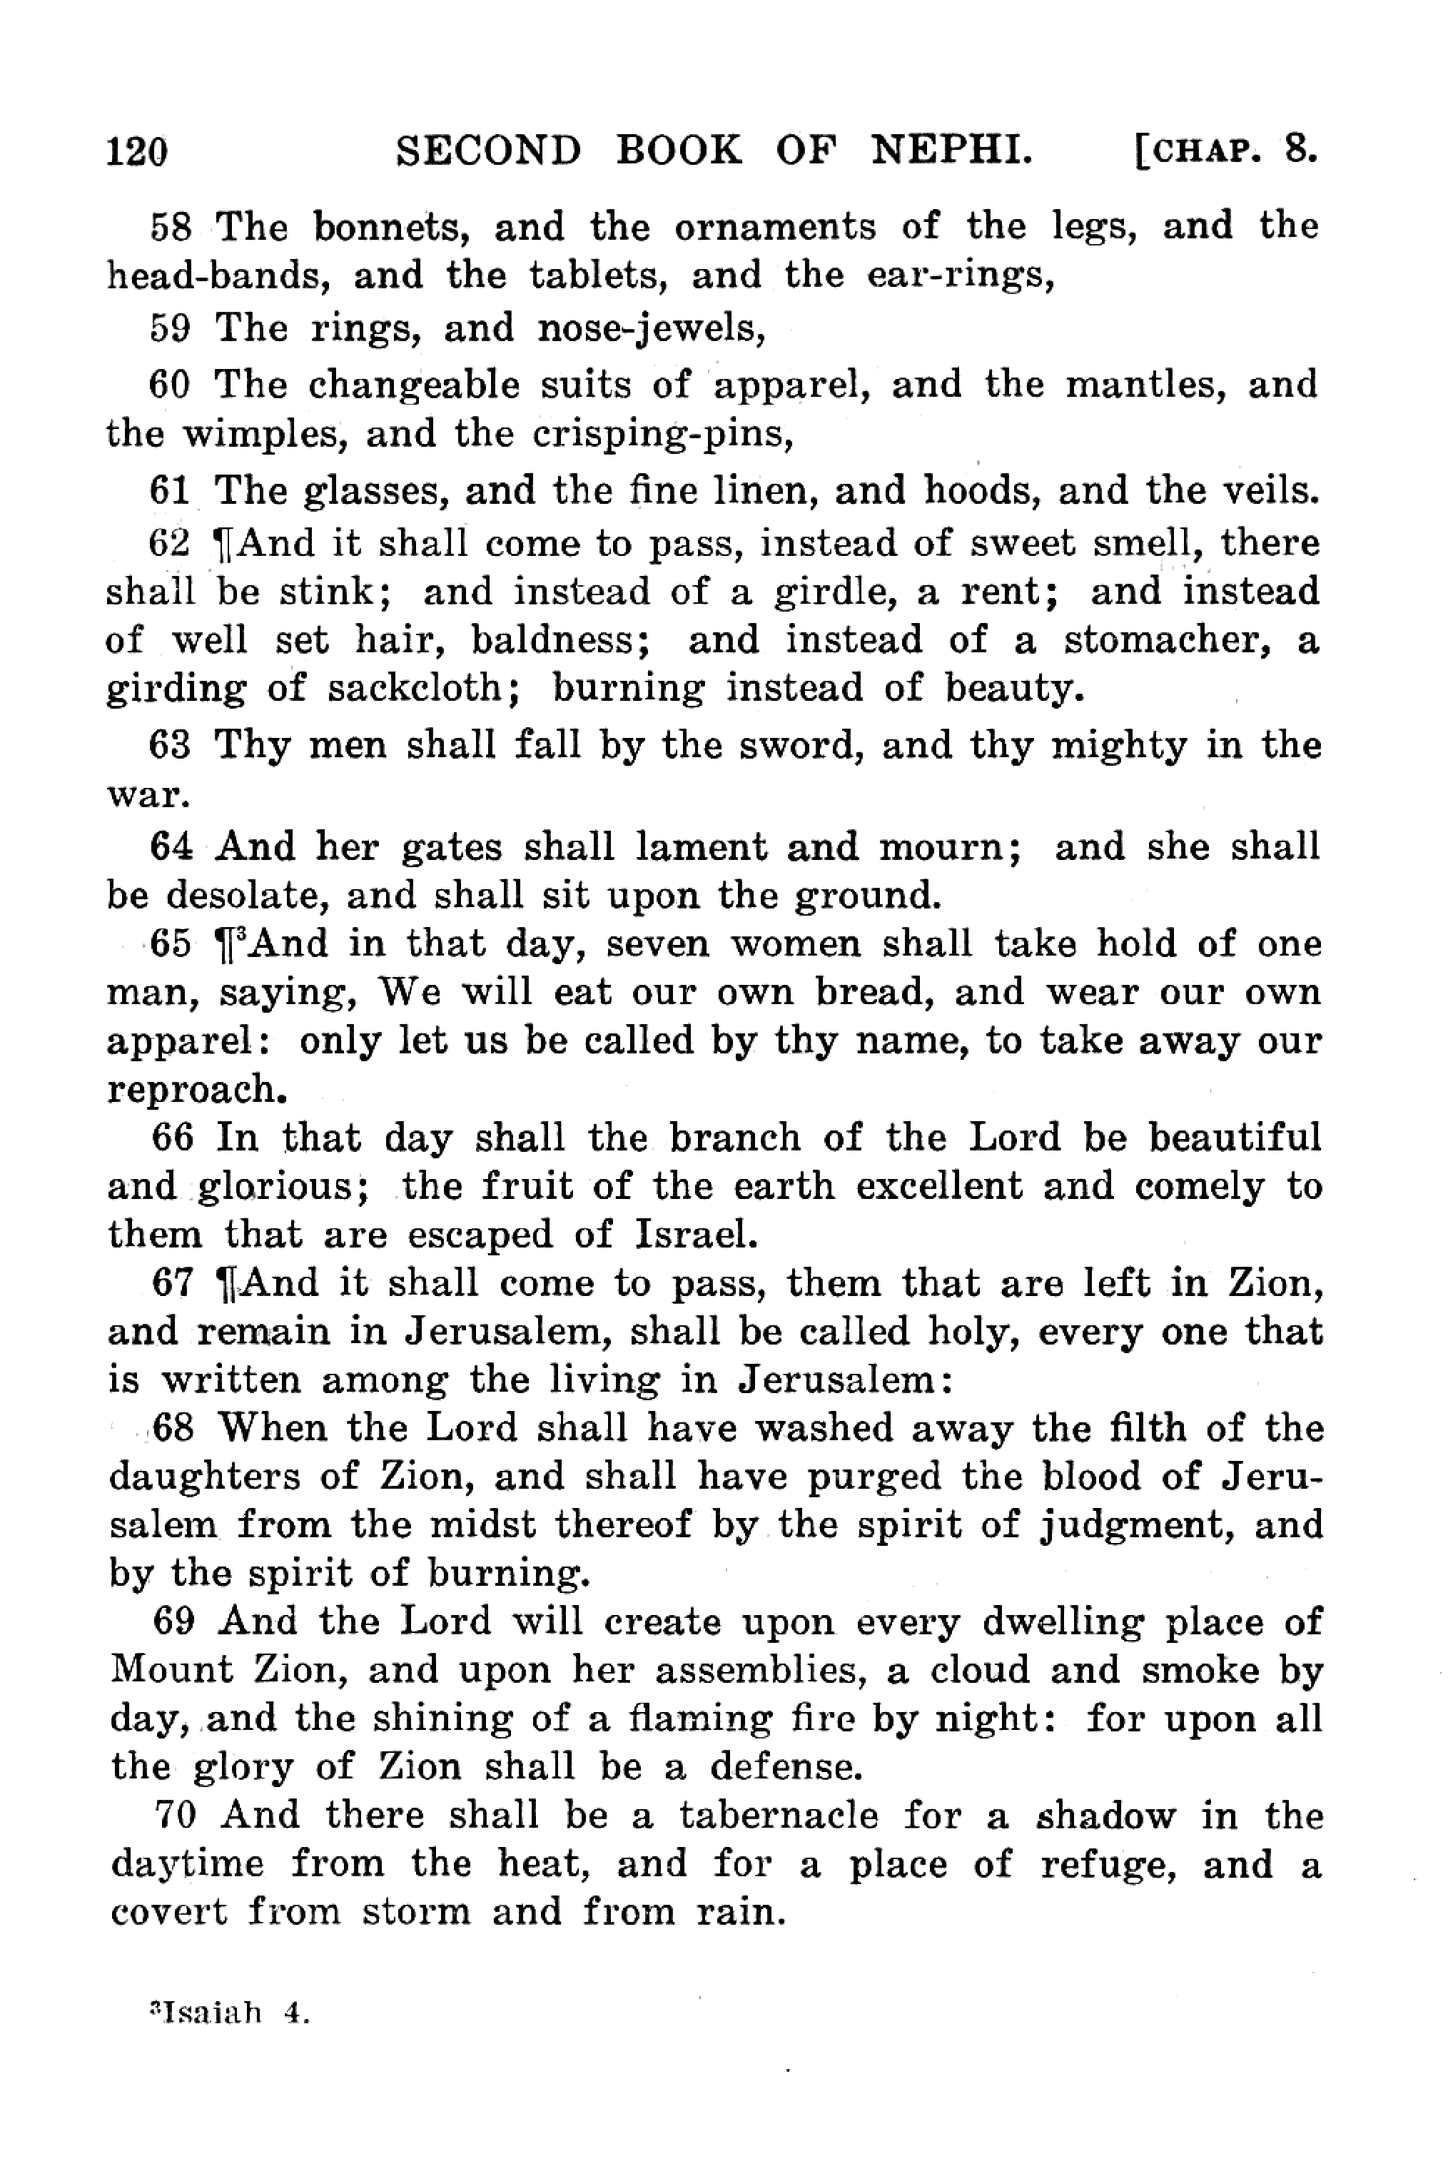 120 SECOND BOOK OF NEPHI. [CHAP. 8.
58 The bonnets, and the ornaments of the legs, and the
head-bands, and the tablets, and the ear-rings,
59 The rings, and nose-jewels,
60 The changeable suits of apparel, and the mantles, and
the wimples, and the crisping-pins,
61 The glasses, and the fine linen, and hoods, and the veils.
62 ¶And it shall come to pass, instead of sweet smell, there
shall be stink; and instead of a girdle, a rent; and instead
of well set hair, baldness; and instead of a stomacher, a
girding of sackcloth; burning instead of beauty.
63 Thy men shall fall by the sword, and thy mighty in the
war.
64 And her gates shall lament and mourn; and she shall
be desolate, and shall sit upon the ground.
65 ¶³And in that day, seven women shall take hold of one
man, saying, We will eat our own bread, and wear our own
apparel: only let us be called by thy name, to take away our
reproach.
66 In that day shall the branch of the Lord be beautiful
and glorious; the fruit of the earth excellent and comely to
them that are escaped of Israel.
67 ¶And it shall come to pass, them that are left in Zion,
and remain in Jerusalem, shall be called holy, every one that
is written among the living in Jerusalem:
68 When the Lord shall have washed away the filth of the
daughters of Zion, and shall have purged the blood of Jeru-
salem from the midst thereof by the spirit of judgment, and
by the spirit of burning.
69 And the Lord will create upon every dwelling place of
Mount Zion, and upon her assemblies, a cloud and smoke by
day, and the shining of a flaming fire by night: for upon all
the glory of Zion shall be a defense.
70 And there shall be a tabernacle for a shadow in the
daytime from the heat, and for a place of refuge, and a
covert from storm and from rain.
³Isaiah 4.